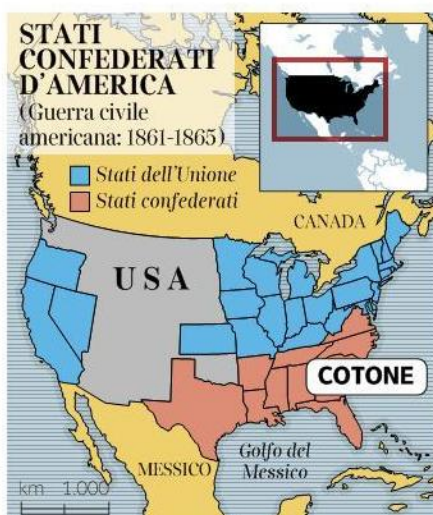 STATI
CONFEDERATI
D'AMERICA
(Guerra civile
americana: 1861-1865)
Stati dell'Unione
Stati confederati
CANADA
USA
COTONE
Golfo del
Messico
MESSICO
km 1.000